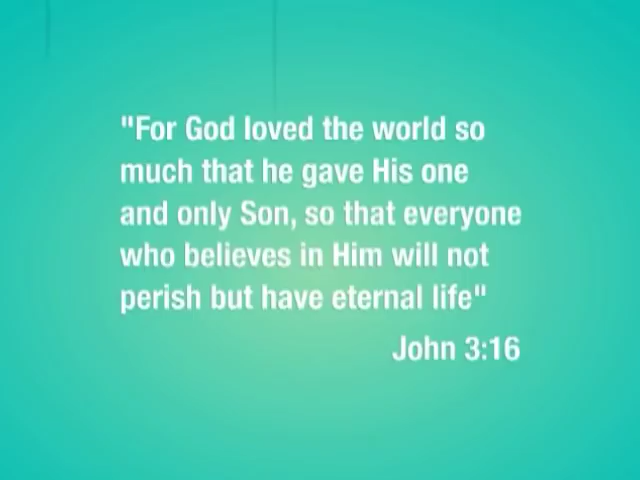 "For God loved the world so
much that he gave His one
and only Son, so that everyone
who believes in Him will not
perish but have eternal life"
John 3:16